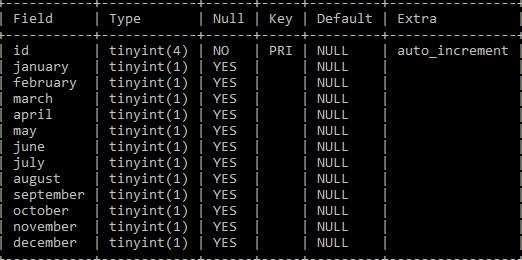 Field | Type | Null | Key | Default | Extra
id | tinyint(4) | NO | PRI | NULL | auto_increment
january | tinyint(1) | YES | | NULL |
february | tinyint(1) | YES | | NULL |
march | tinyint(1) | YES | | NULL |
april | tinyint(1) | YES | | NULL |
may | tinyint(1) | YES | | NULL |
june | tinyint(1) | YES | | NULL |
july | tinyint(1) | YES | | NULL |
august | tinyint(1) | YES | | NULL |
september | tinyint(1) | YES | | NULL |
october | tinyint(1) | YES | | NULL |
november | tinyint(1) | YES | | NULL |
december | tinyint(1) | YES | | NULL |